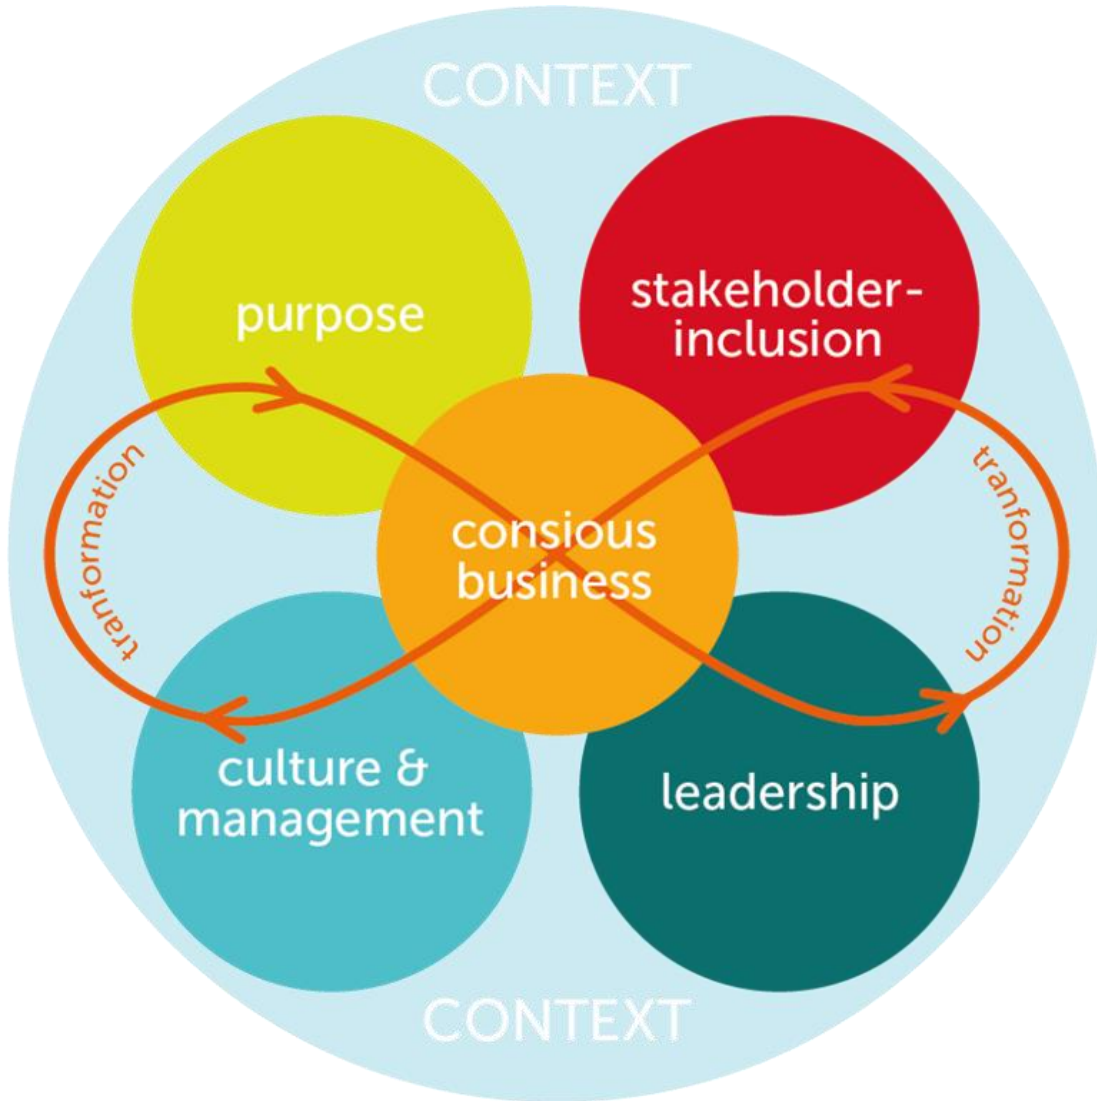 CONTEXT
purpose
stakeholder-
inclusion
tranformation
consious
business
tranformation
culture &
management
leadership
CONTEXT